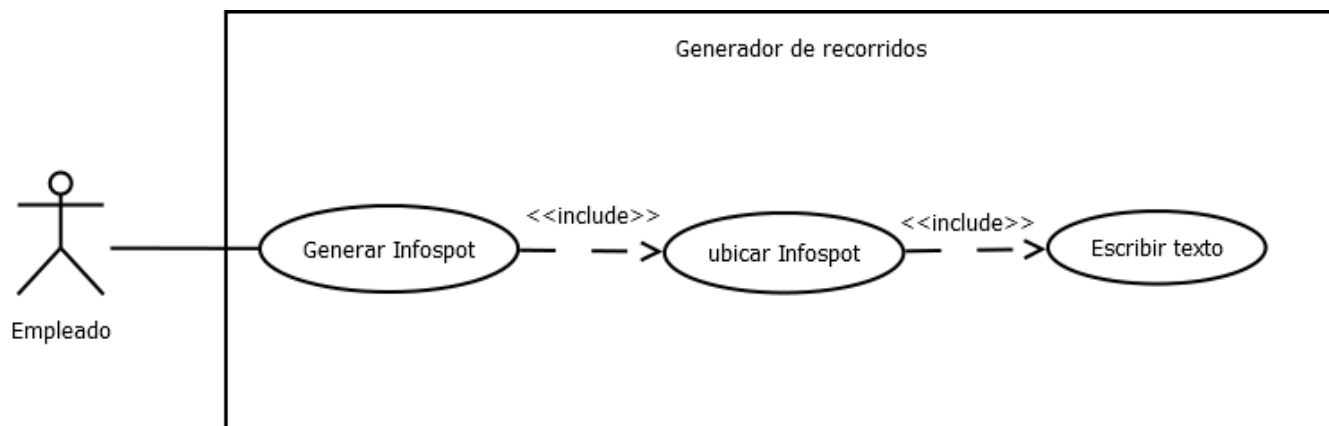 Generador de recorridos
<<include>>
<<include>>
Generar Infospot
ubicar Infospot
Escribir texto
Empleado